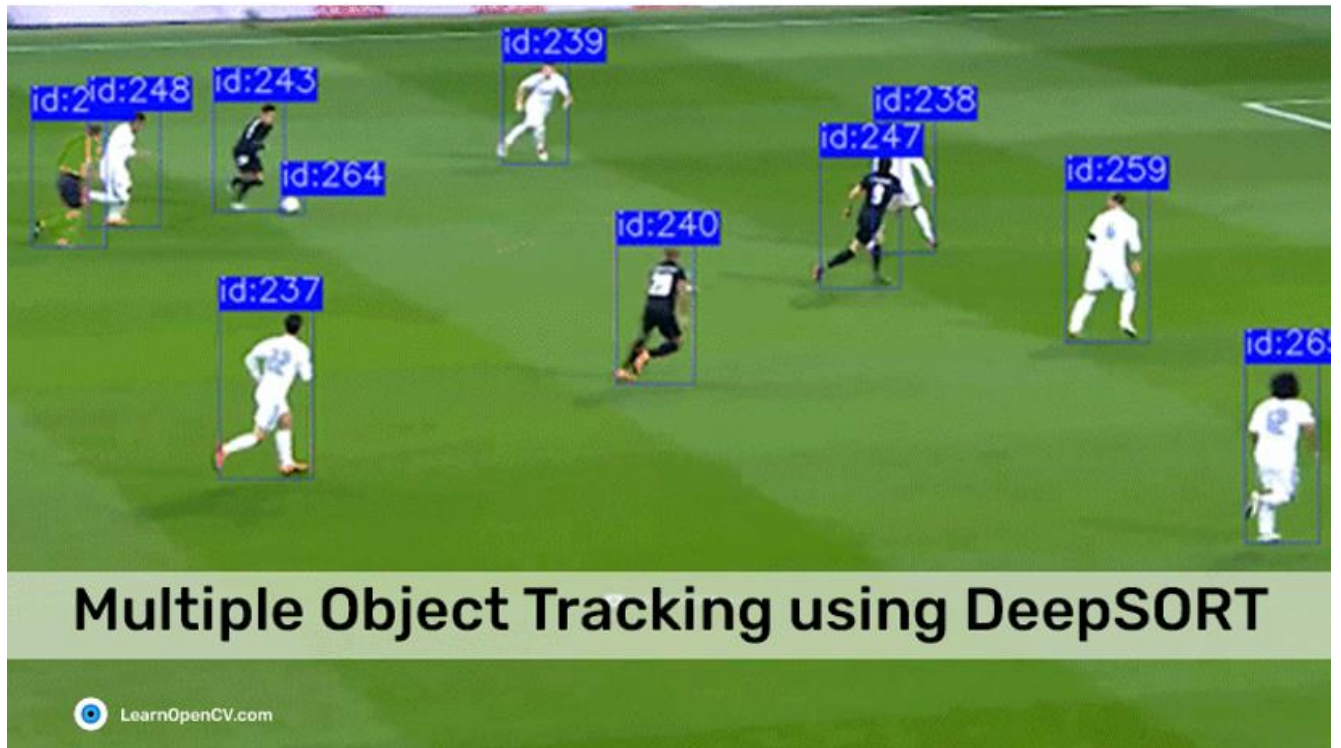 id:239
id:248
id:243
id:238
id:247
id:264
id:259
id:240
id:237
Multiple Object Tracking using DeepSORT
LearnOpenCV.com